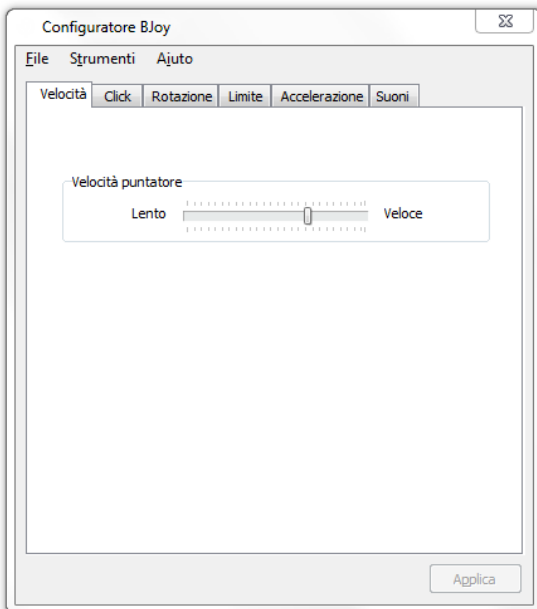 Configuratore BJoy
File Strumenti Aiuto
Velocità Click Rotazione Limite Accelerazione Suoni
Velocità puntatore
Lento Veloce
Applica